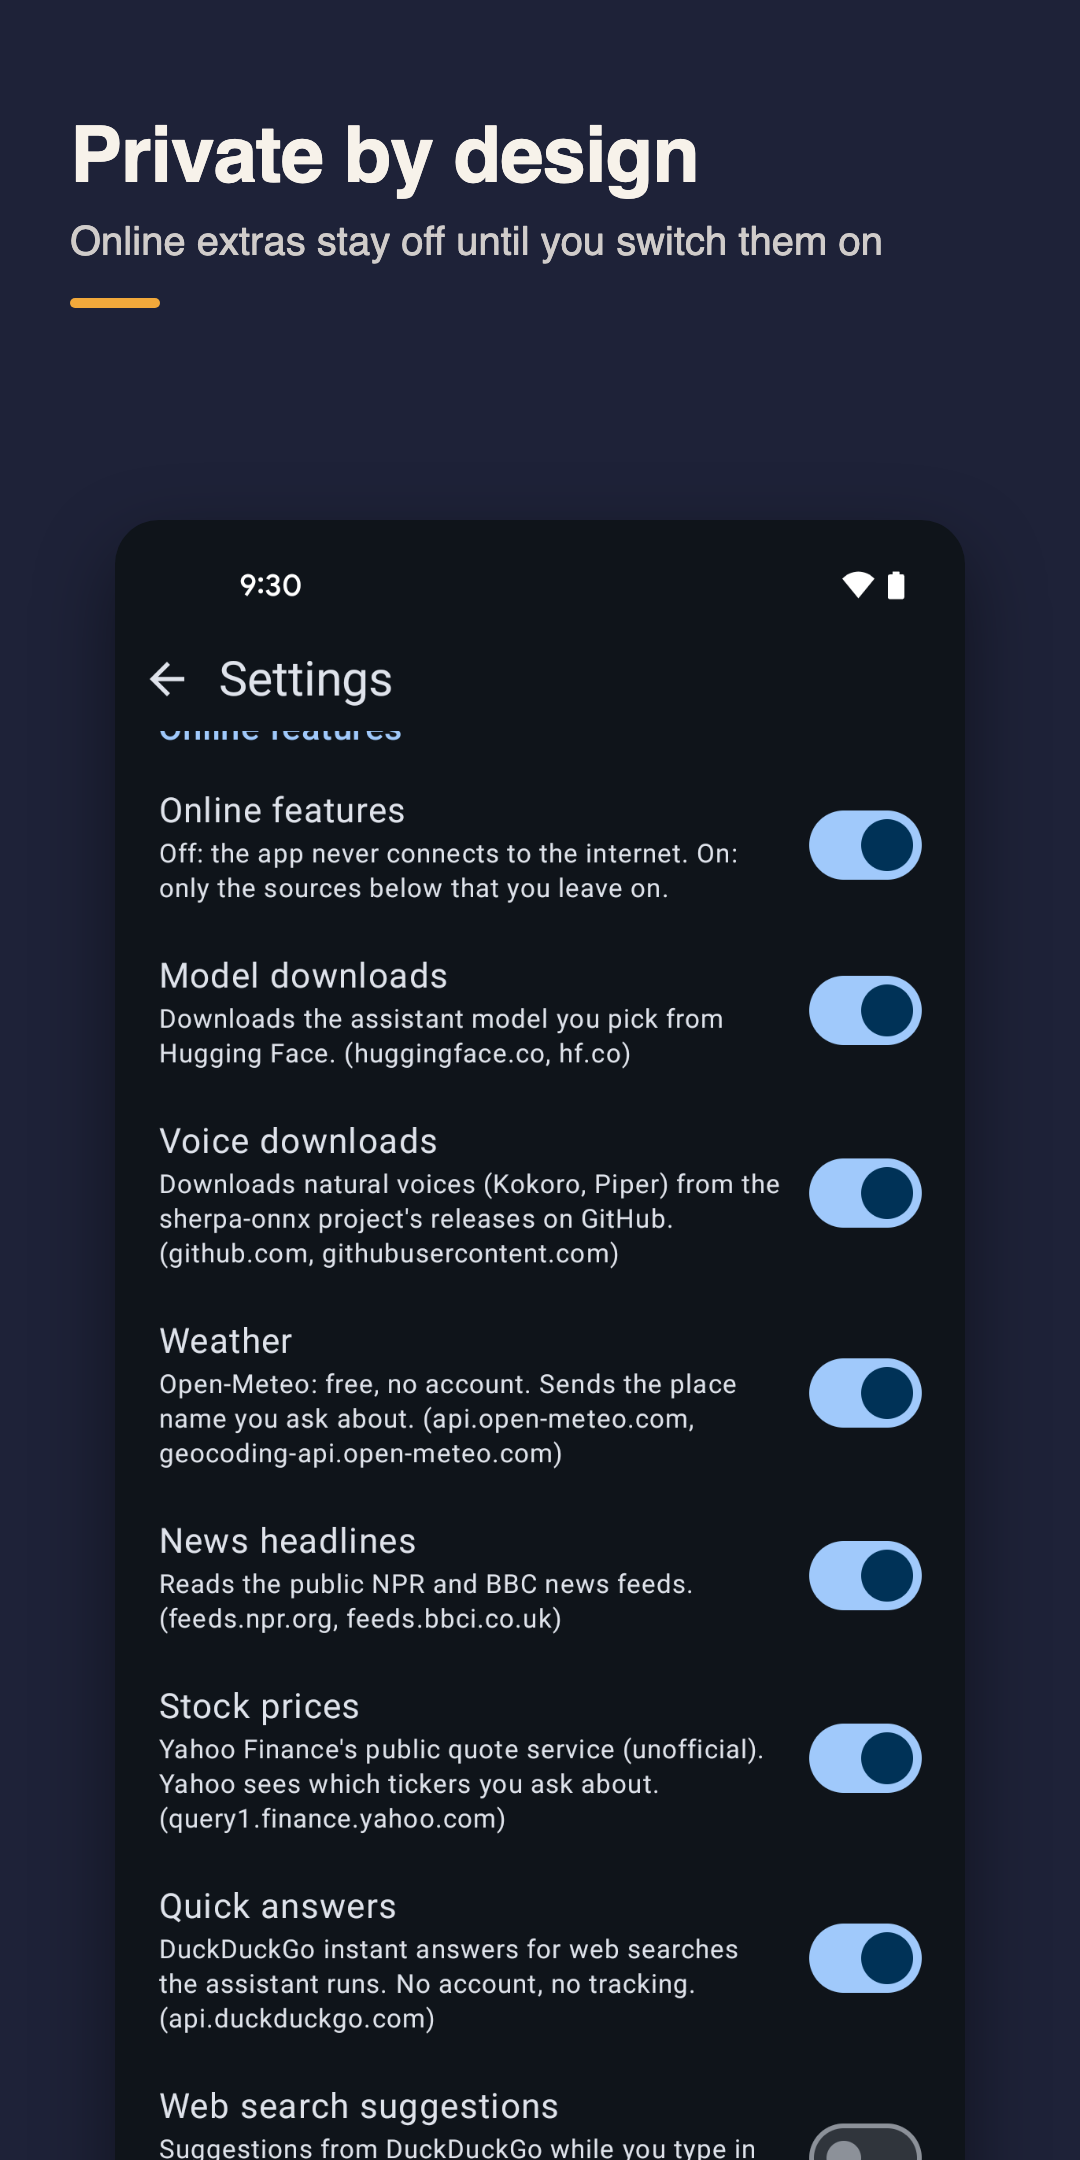 Private by design
Online extras stay off until you switch them on
9:30
Settings
Online features
Online features
Off: the app never connects to the internet. On:
only the sources below that you leave on.
Model downloads
Downloads the assistant model you pick from
Hugging Face. (huggingface.co, hf.co)
Voice downloads
Downloads natural voices (Kokoro, Piper) from the
sherpa-onnx project's releases on GitHub.
(github.com, githubusercontent.com)
Weather
Open-Meteo: free, no account. Sends the place
name you ask about. (api.open-meteo.com,
geocoding-api.open-meteo.com)
News headlines
Reads the public NPR and BBC news feeds.
(feeds.npr.org, feeds.bbci.co.uk)
Stock prices
Yahoo Finance's public quote service (unofficial).
Yahoo sees which tickers you ask about.
(query1.finance.yahoo.com)
Quick answers
DuckDuckGo instant answers for web searches
the assistant runs. No account, no tracking.
(api.duckduckgo.com)
Web search suggestions
Suggestions from DuckDuckGo while you type in